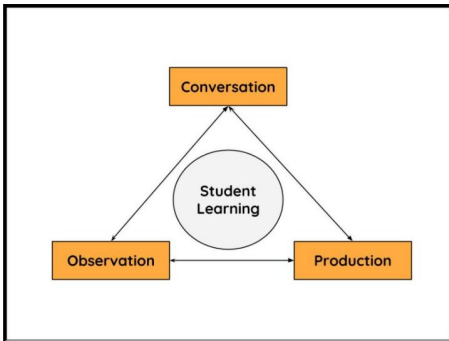 Conversation
Student
Learning
Observation
Production